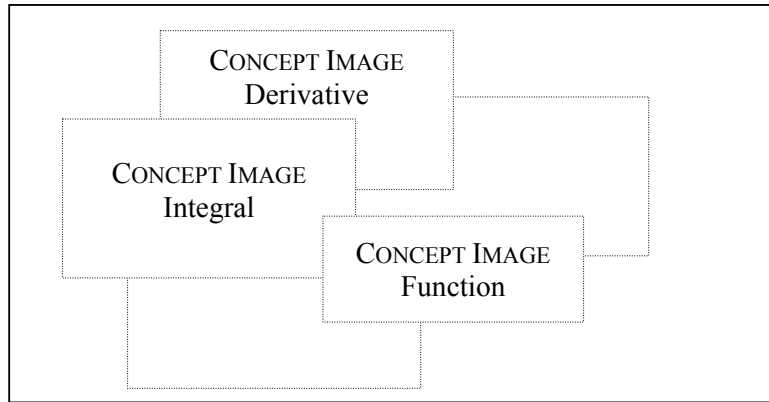 CONCEPT IMAGE
Derivative
CONCEPT IMAGE
Integral
CONCEPT IMAGE
Function